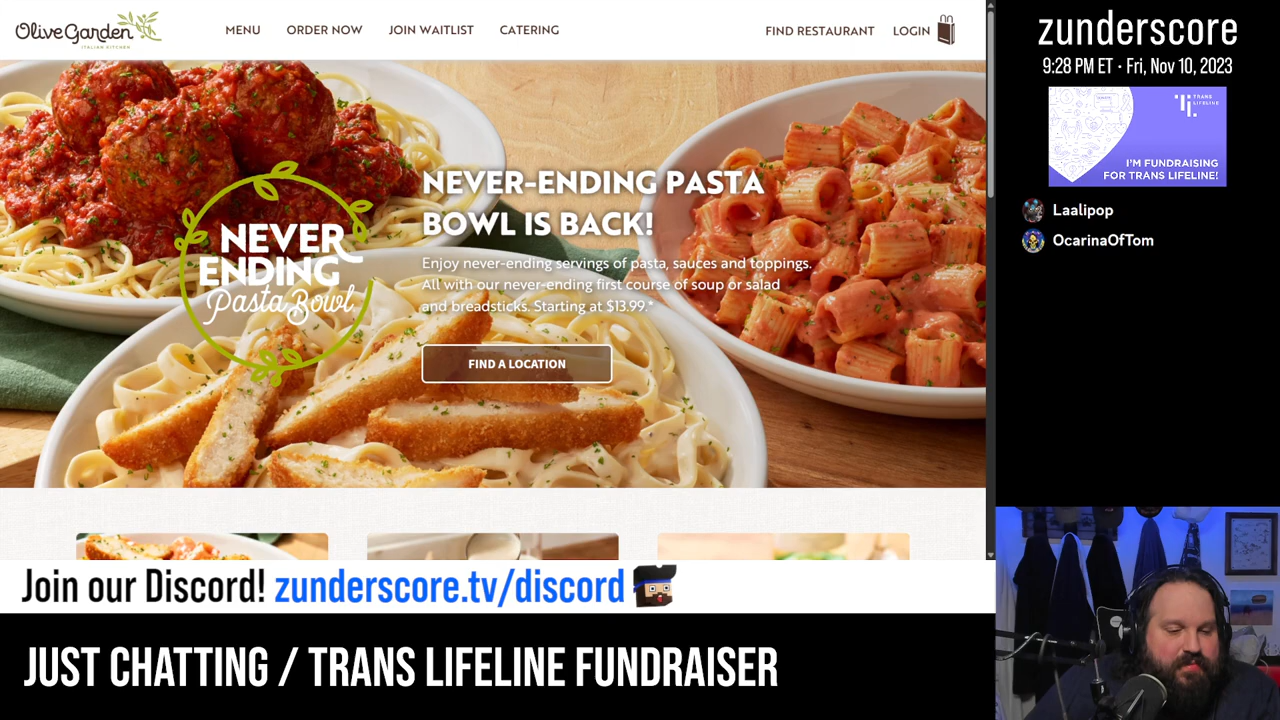 Olive Garden
ITALIAN KITCHEN
MENU
ORDER NOW
JOIN WAITLIST
CATERING
FIND RESTAURANT
LOGIN
NEVER
ENDING
Pasta Bowl
NEVER-ENDING PASTA
BOWL IS BACK!
Enjoy never-ending servings of pasta, sauces and toppings.
All with our never-ending first course of soup or salad
and breadsticks. Starting at $13.99.*
FIND A LOCATION
zunderscore
9:28 PM ET · Fri, Nov 10, 2023
TRANS
LIFELINE
I'M FUNDRAISING
FOR TRANS LIFELINE!
Laalipop
OcarinaOfTom
Join our Discord! zunderscore.tv/discord
JUST CHATTING / TRANS LIFELINE FUNDRAISER